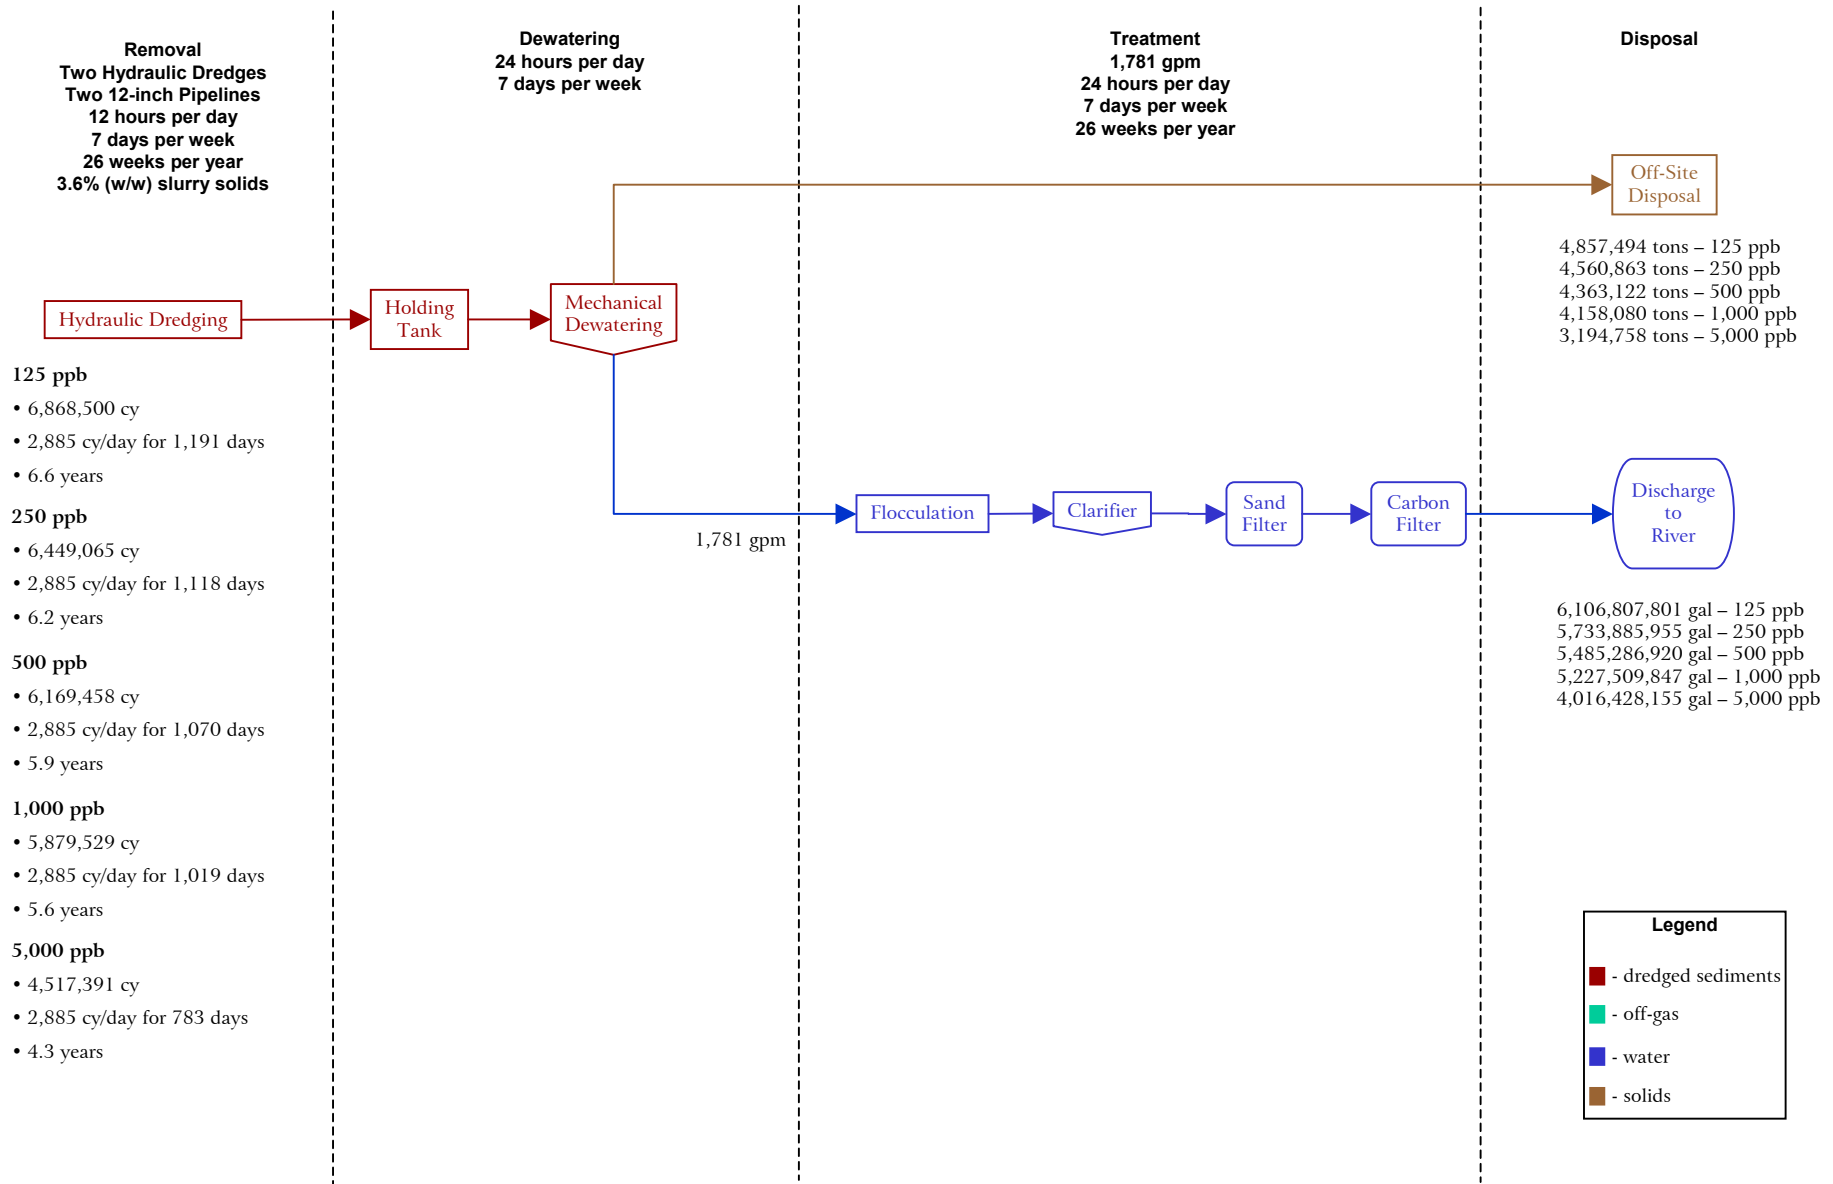 Removal
Two Hydraulic Dredges
Two 12-inch Pipelines
12 hours per day
7 days per week
26 weeks per year
3.6% (w/w) slurry solids
Dewatering
24 hours per day
7 days per week
Treatment
1,781 gpm
24 hours per day
7 days per week
26 weeks per year
Disposal
Off-Site
Disposal
4,857,494 tons – 125 ppb
4,560,863 tons – 250 ppb
4,363,122 tons – 500 ppb
4,158,080 tons – 1,000 ppb
3,194,758 tons – 5,000 ppb
Hydraulic Dredging
Holding
Tank
Mechanical
Dewatering
125 ppb
• 6,868,500 cy
• 2,885 cy/day for 1,191 days
• 6.6 years
250 ppb
• 6,449,065 cy
• 2,885 cy/day for 1,118 days
• 6.2 years
500 ppb
• 6,169,458 cy
• 2,885 cy/day for 1,070 days
• 5.9 years
1,000 ppb
• 5,879,529 cy
• 2,885 cy/day for 1,019 days
• 5.6 years
5,000 ppb
• 4,517,391 cy
• 2,885 cy/day for 783 days
• 4.3 years
1,781 gpm
Flocculation
Clarifier
Sand
Filter
Carbon
Filter
Discharge
to
River
6,106,807,801 gal – 125 ppb
5,733,885,955 gal – 250 ppb
5,485,286,920 gal – 500 ppb
5,227,509,847 gal – 1,000 ppb
4,016,428,155 gal – 5,000 ppb
Legend
- dredged sediments
- off-gas
- water
- solids